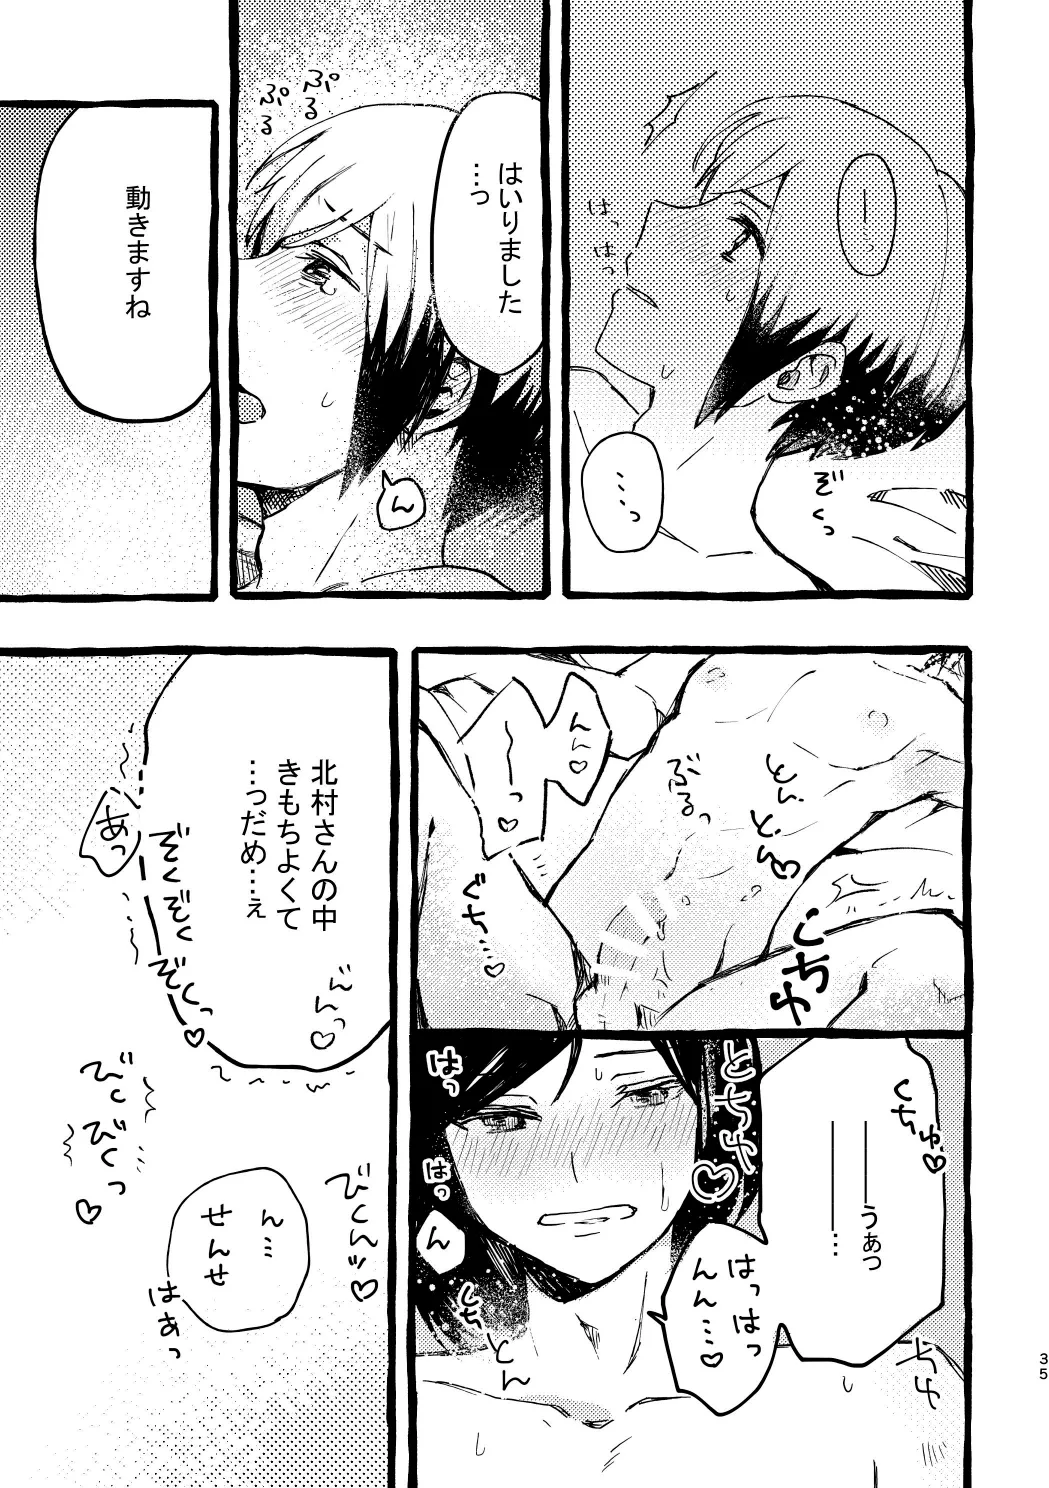 ー…っ
はっ
はっ
ぞくっ
…っ
はいりました
…っ
ぷる
ぷる
ん
動きますね
んん♡
〜〜っ♡
ぶるっ
とん
とん♡
ぐち…♡
こちゅ
くちゅ♡
――うあっ
――…
とちゅ♡
はっ
はっ
ん
はっはっ
んん…♡
とん
北村さんの中
きもちよくて
…っだめ…ぇ
あっ
ぞくぞくぞくっ♡
んんっ♡
びくびくっ♡
びくんッ♡
ん…
せんせ
はあっ
35